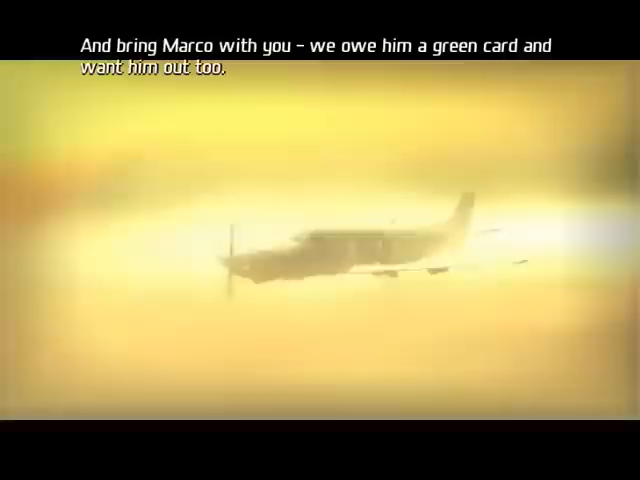 And bring Marco with you - we owe him a green card and
want him out too.